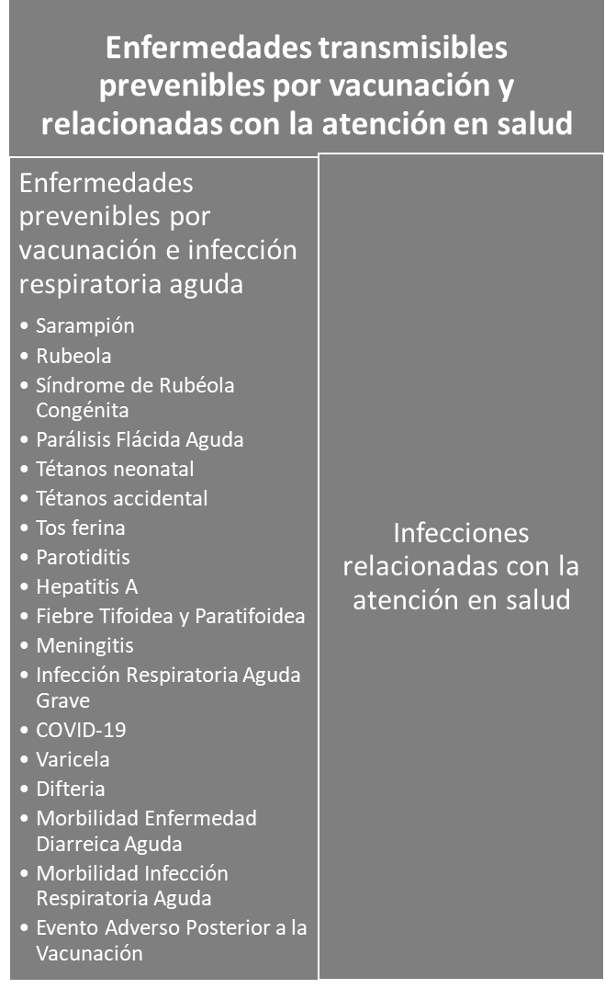 Enfermedades transmisibles
prevenibles por vacunación y
relacionadas con la atención en salud
Enfermedades
prevenibles por
vacunación e infección
respiratoria aguda
• Sarampión
• Rubeola
• Síndrome de Rubéola
Congénita
• Parálisis Flácida Aguda
• Tétanos neonatal
• Tétanos accidental
• Tos ferina
• Parotiditis
• Hepatitis A
• Fiebre Tifoidea y Paratifoidea
• Meningitis
• Infección Respiratoria Aguda
Grave
• COVID-19
• Varicela
• Difteria
• Morbilidad Enfermedad
Diarreica Aguda
• Morbilidad Infección
Respiratoria Aguda
• Evento Adverso Posterior a la
Vacunación
Infecciones
relacionadas con la
atención en salud